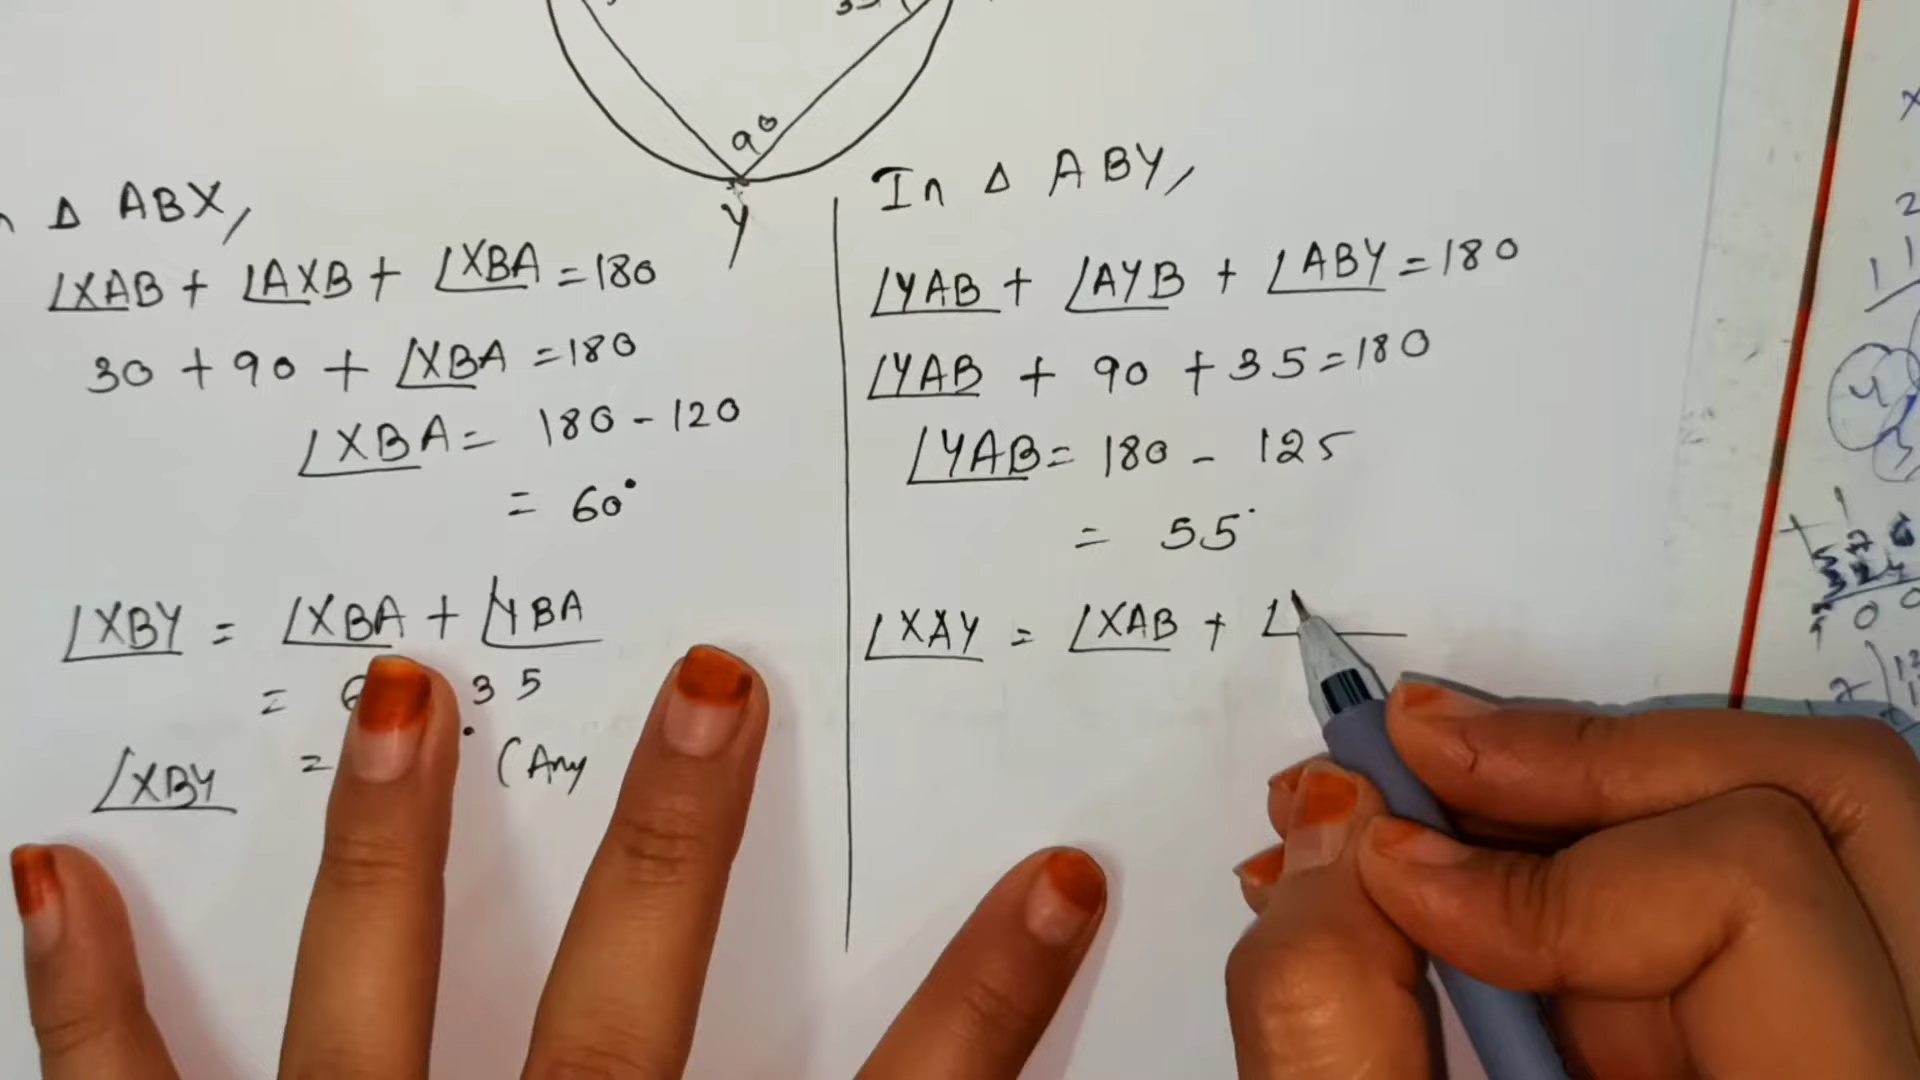 90
Y
Δ ABX,
∠XAB + ∠AXB + ∠XBA = 180
30 + 90 + ∠XBA = 180
∠XBA = 180 - 120
= 60°
∠XBY = ∠XBA + ∠YBA
= 35
∠XBY = (Any
In Δ ABY,
∠YAB + ∠AYB + ∠ABY = 180
∠YAB + 90 + 35 = 180
∠YAB = 180 - 125
= 55°
∠XAY = ∠XAB + ∠